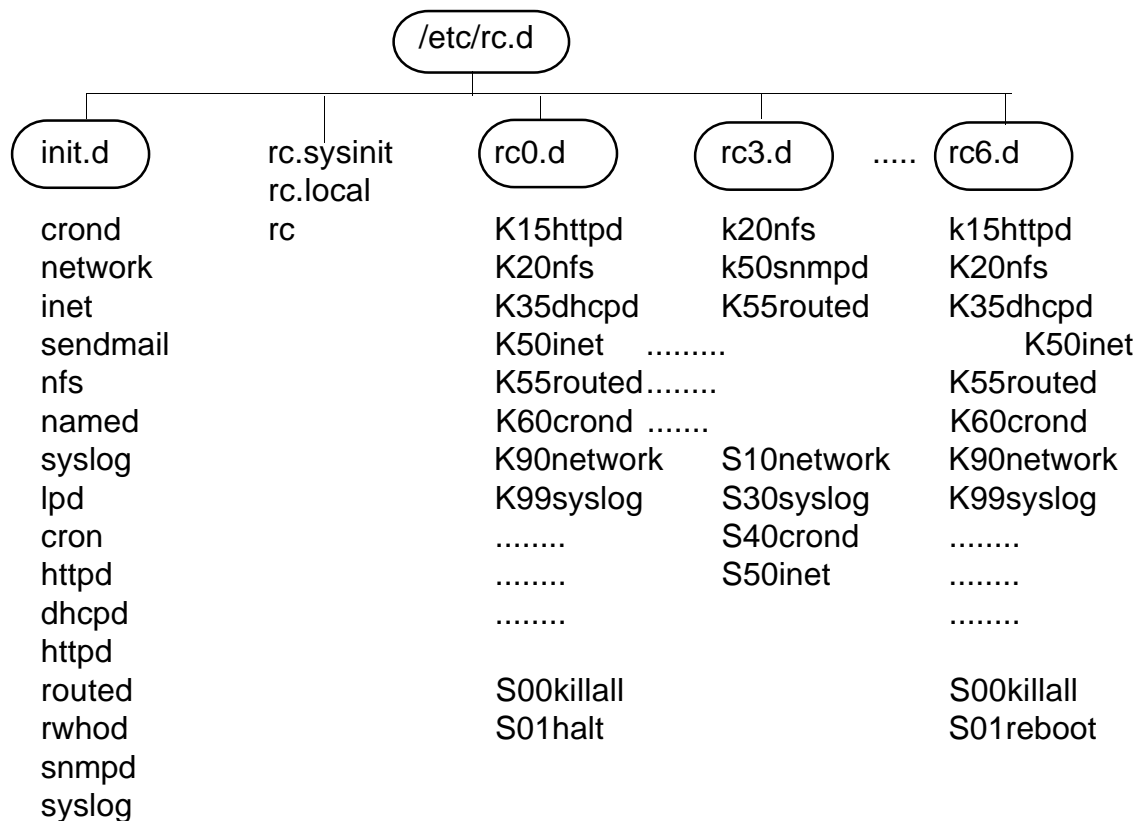 /etc/rc.d
init.d rc.sysinit rc0.d rc3.d ..... rc6.d
rc.local
crond rc K15httpd k20nfs k15httpd
network K20nfs k50snmpd K20nfs
inet K35dhcpd K55routed K35dhcpd
sendmail K50inet ......... K50inet
nfs K55routed........ K55routed
named K60crond ....... K60crond
syslog K90network S10network K90network
lpd K99syslog S30syslog K99syslog
cron ........ S40crond ........
httpd ........ S50inet ........
dhcpd ........ ........
httpd
routed S00killall S00killall
rwhod S01halt S01reboot
snmpd
syslog